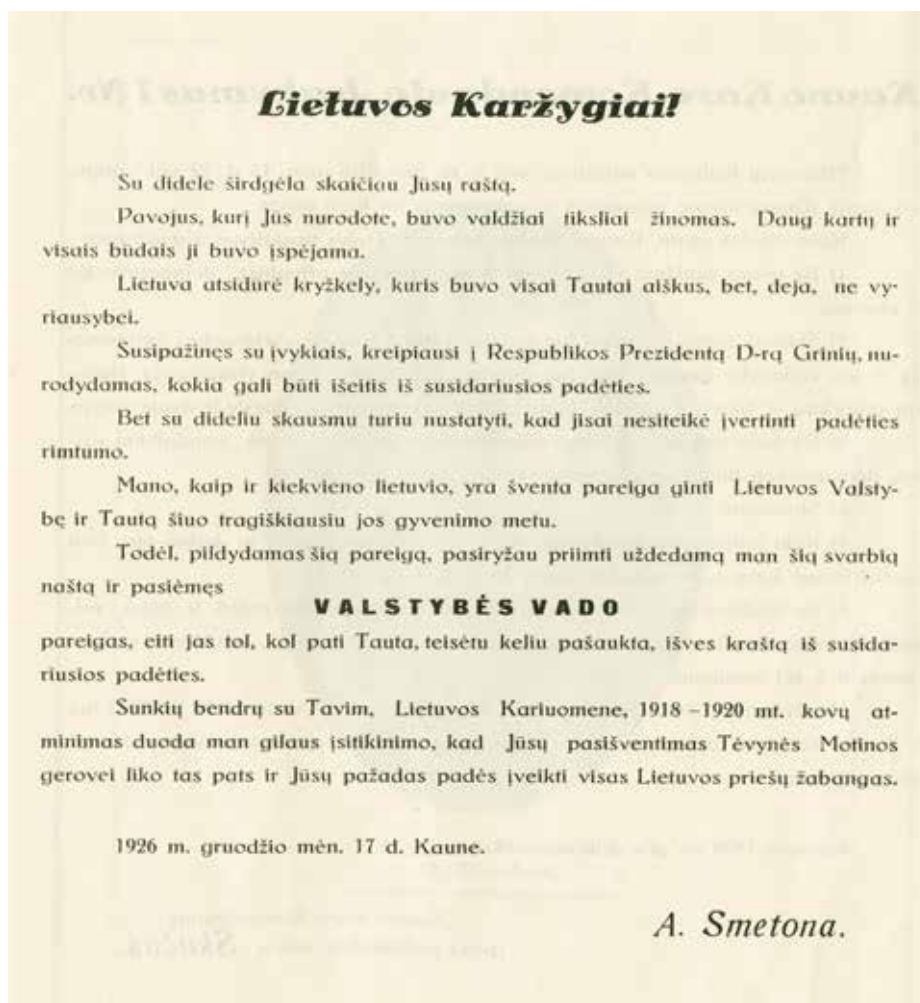 Lietuvos Karžygiai!
Su didele širdgėla skaičiau Jūsų raštą.
Pavojus, kurį Jūs nurodote, buvo valdžiai tiksliai žinomas. Daug kartų ir
visais būdais ji buvo įspėjama.
Lietuva atsidūrė kryžkely, kuris buvo visai Tautai aiškus, bet, deja, ne vy-
riausybei.
Susipažinęs su įvykiais, kreipiausi į Respublikos Prezidentą D-rą Grinių, nu-
rodydamas, kokia gali būti išeitis iš susidariusios padėties.
Bet su dideliu skausmu turiu nustatyti, kad jisai nesiteikė įvertinti padėties
rimtumo.
Mano, kaip ir kiekvieno lietuvio, yra šventa pareiga ginti Lietuvos Valsty-
bę ir Tautą šiuo tragiškiausiu jos gyvenimo metu.
Todėl, pildydamas šią pareigą, pasiryžau priimti uždedamą man šią svarbią
naštą ir pasiėmęs
VALSTYBĖS VADO
pareigas, eiti jas tol, kol pati Tauta, teisėtu keliu pašaukta, išves kraštą iš susida-
riusios padėties.
Sunkių bendrų su Tavim, Lietuvos Kariuomene, 1918 –1920 mt. kovų at-
minimas duoda man gilaus įsitikinimo, kad Jūsų pasišventimas Tėvynės Motinos
gerovei liko tas pats ir Jūsų pažadas padės įveikti visas Lietuvos priešų žabangas.
1926 m. gruodžio mėn. 17 d. Kaune.
A. Smetona.